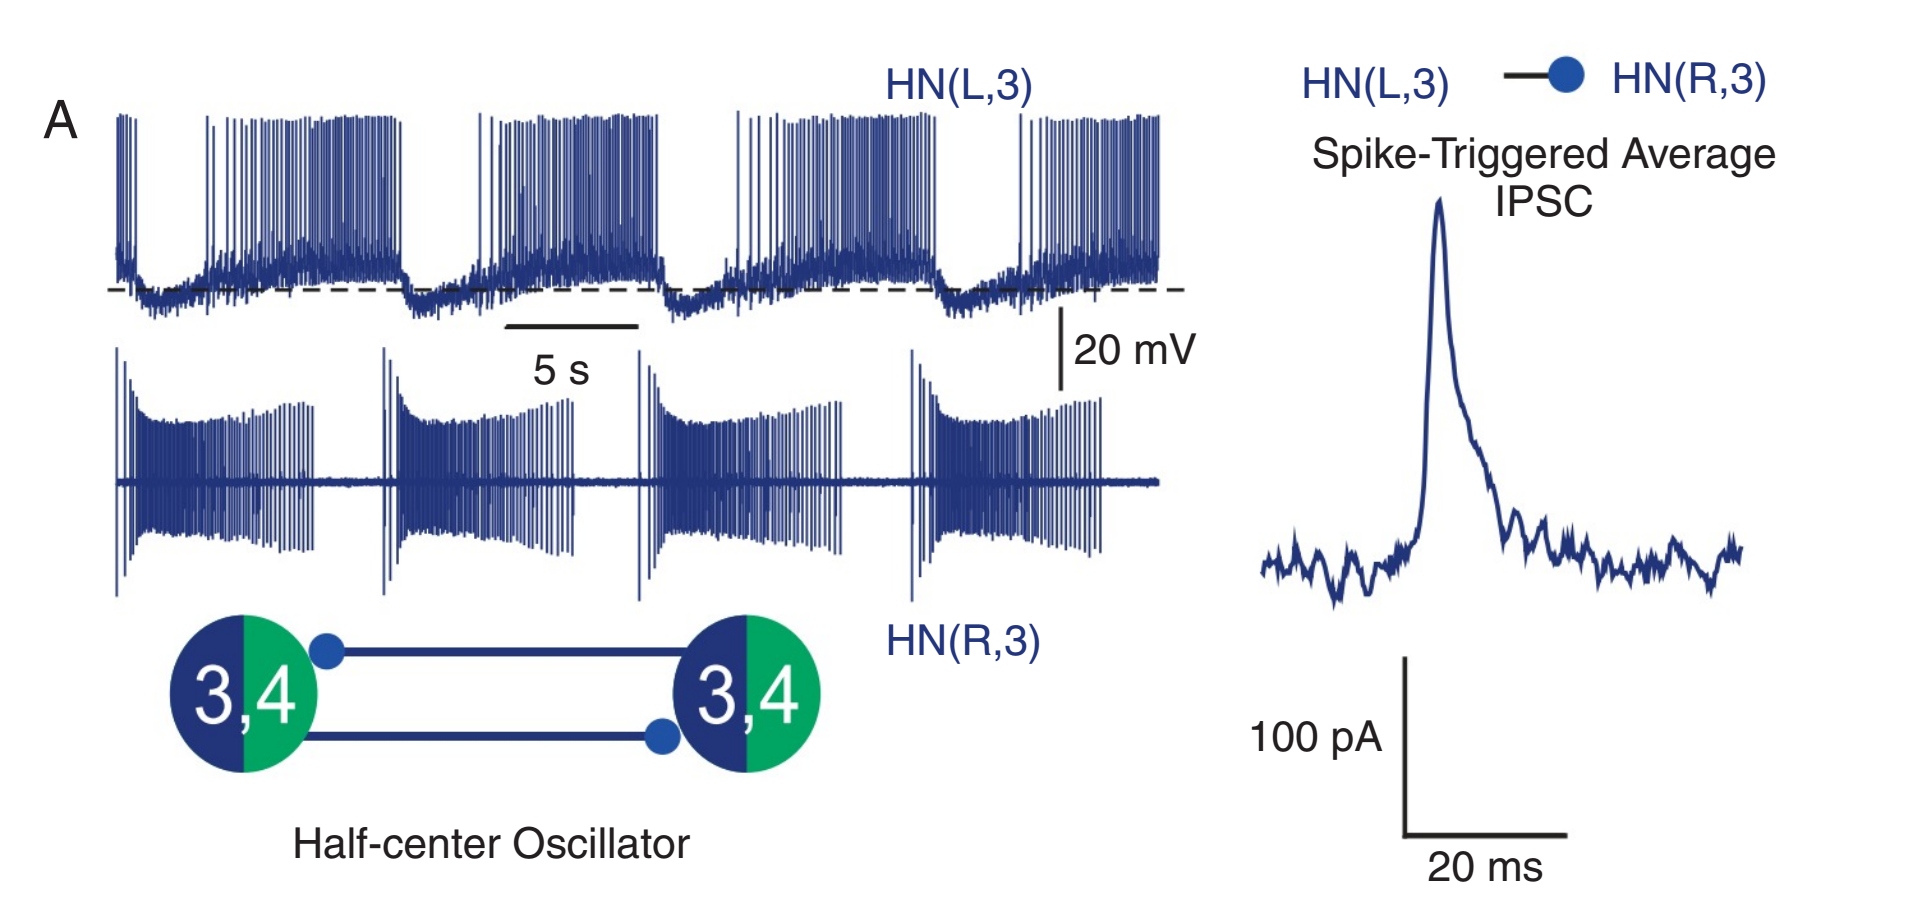 A
HN(L,3)
5 s
20 mV
HN(R,3)
3,4
3,4
Half-center Oscillator
HN(L,3) HN(R,3)
Spike-Triggered Average
IPSC
100 pA
20 ms